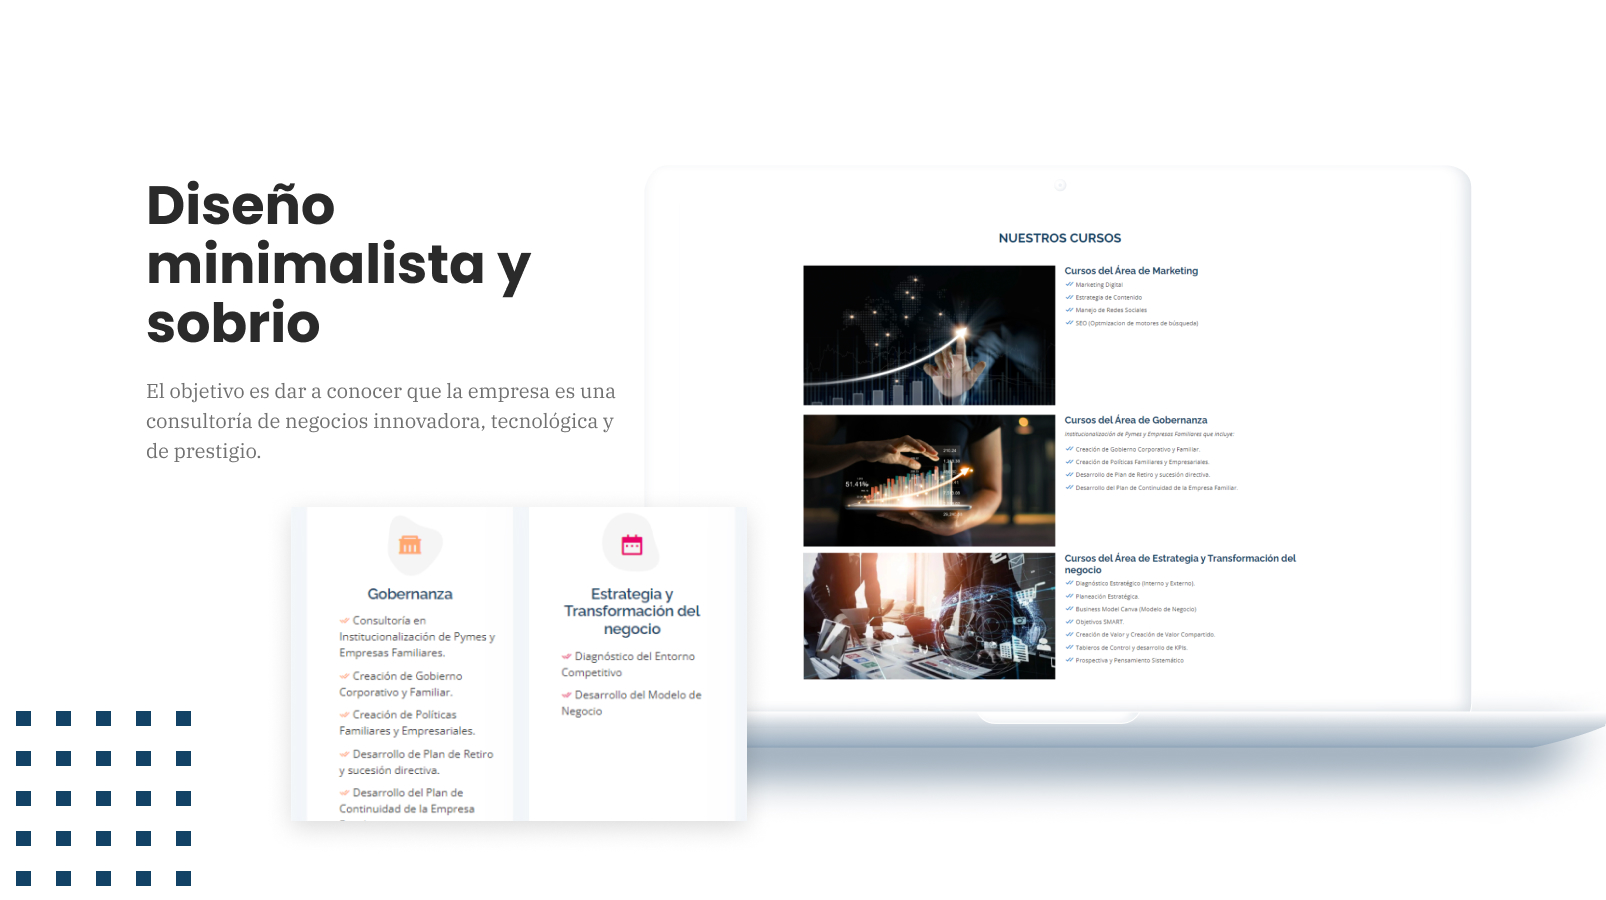 Diseño
minimalista y
sobrio
El objetivo es dar a conocer que la empresa es una
consultoría de negocios innovadora, tecnológica y
de prestigio.
Gobernanza
Consultoría en
Institucionalización de Pymes y
Empresas Familiares.
Creación de Gobierno
Corporativo y Familiar.
Creación de Políticas
Familiares y Empresariales.
Desarrollo de Plan de Retiro
y sucesión directiva.
Desarrollo del Plan de
Continuidad de la Empresa
Estrategia y
Transformación del
negocio
Diagnóstico del Entorno
Competitivo
Desarrollo del Modelo de
Negocio
NUESTROS CURSOS
Cursos del Área de Marketing
Marketing Digital
Estrategia de Contenido
Manejo de Redes Sociales
SEO (Opmizacion de motores de búsqueda)
51.41%
Cursos del Área de Gobernanza
Institucionalización de Pymes y Empresas Familiares que incluye:
Creación de Gobierno Corporativo y Familiar.
Creación de Políticas Familiares y Empresariales.
Desarrollo de Plan de Retiro y sucesión directiva.
Desarrollo del Plan de Continuidad de la Empresa Familiar.
Cursos del Área de Estrategia y Transformación del
negocio
Diagnóstico Estratégico (Interno y Externo).
Planeación Estratégica.
Business Model Canva (Modelo de Negocio)
Objetivos SMART.
Creación de Valor y Creación de Valor Compartido.
Tableros de Control y desarrollo de KPIs.
Prospectiva y Pensamiento Sistemático